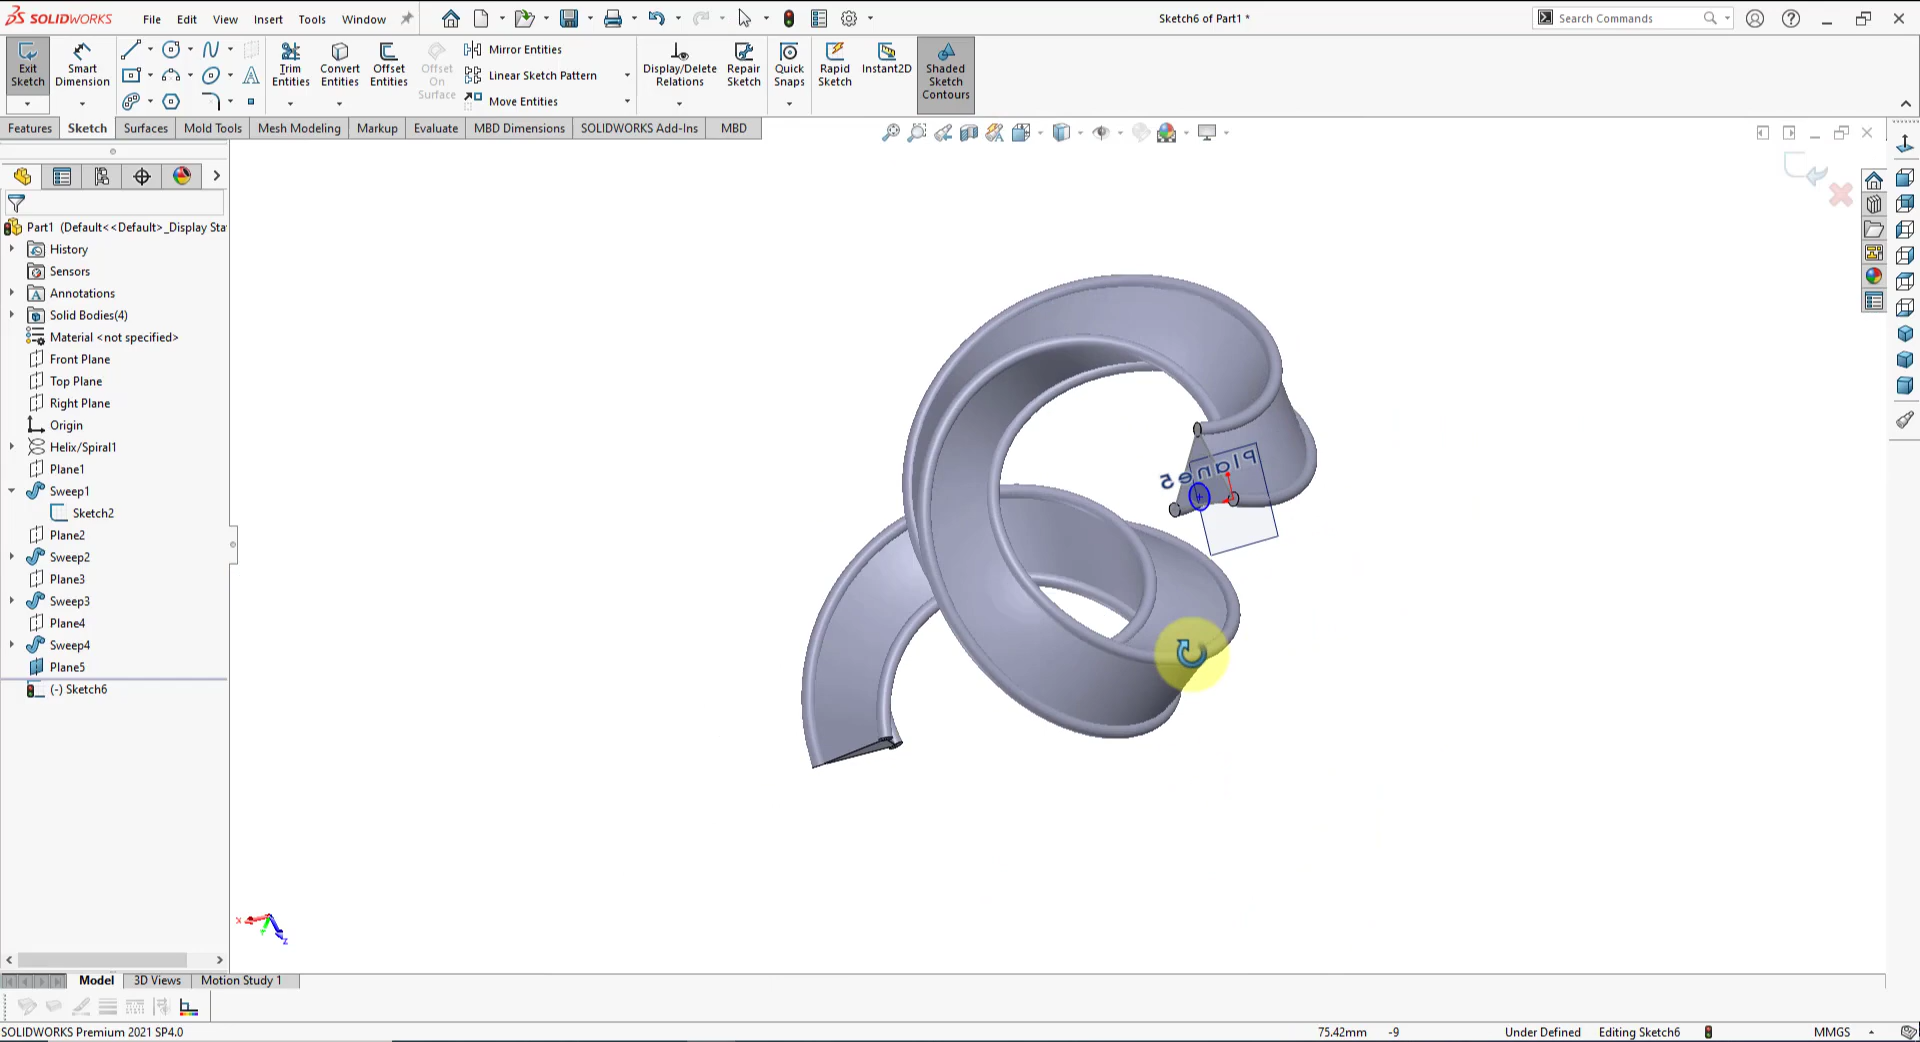 SOLIDWORKS
File Edit View Insert Tools Window
Sketch6 of Part1 *
Search Commands
Exit Sketch
Smart Dimension
Trim Entities
Convert Entities
Offset Entities
Offset On Surface
Mirror Entities
Linear Sketch Pattern
Move Entities
Display/Delete Relations
Repair Sketch
Quick Snaps
Rapid Sketch
Instant2D
Shaded Sketch Contours
Features Sketch Surfaces Mold Tools Mesh Modeling Markup Evaluate MBD Dimensions SOLIDWORKS Add-Ins MBD
Part1 (Default<<Default>_Display Sta
History
Sensors
Annotations
Solid Bodies(4)
Material <not specified>
Front Plane
Top Plane
Right Plane
Origin
Helix/Spiral1
Plane1
Sweep1
Sketch2
Plane2
Sweep2
Plane3
Sweep3
Plane4
Sweep4
Plane5
(-) Sketch6
Plane5
x
z
Model 3D Views Motion Study 1
SOLIDWORKS Premium 2021 SP4.0
75.42mm -9 Under Defined Editing Sketch6 MMGS